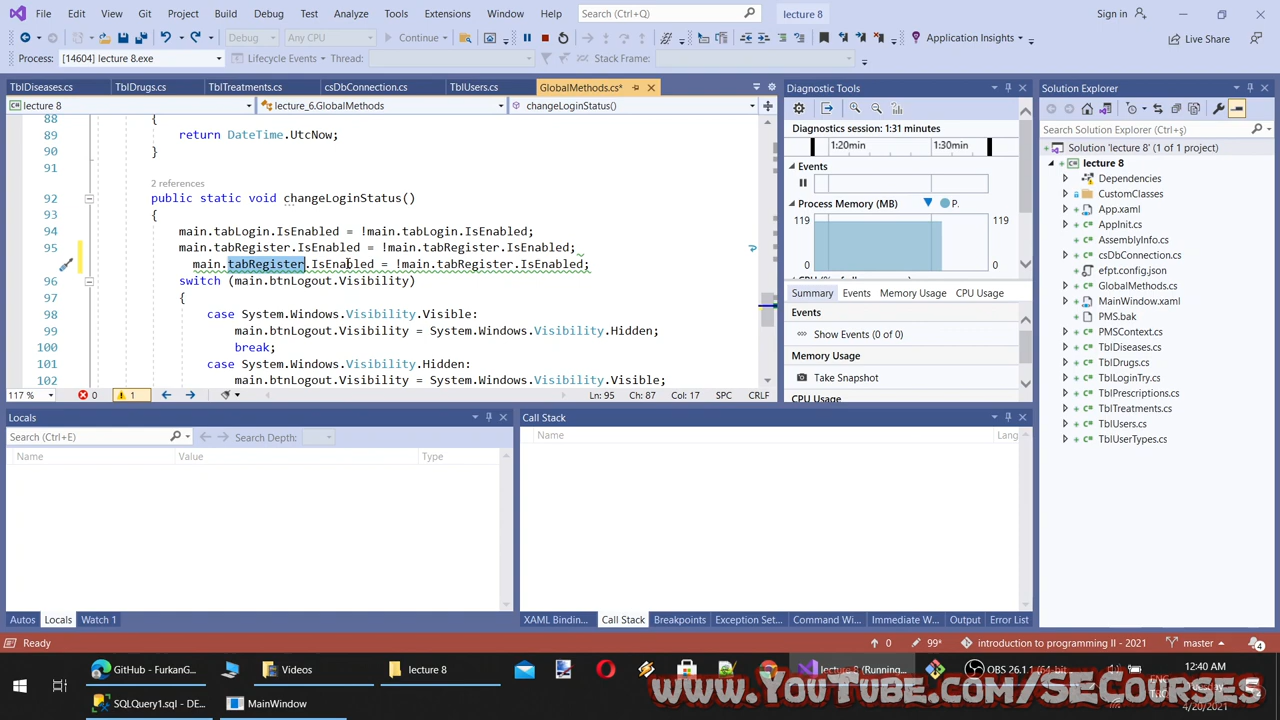 File Edit View Git Project Build Debug Test Analyze Tools Extensions Window Help Search (Ctrl+Q) lecture 8 Sign in
Debug Any CPU Continue Application Insights Live Share
Process: [14604] lecture 8.exe Lifecycle Events Thread: Stack Frame:
TblDiseases.cs TblDrugs.cs TblTreatments.cs csDbConnection.cs TblUsers.cs GlobalMethods.cs*
lecture 8 lecture_6.GlobalMethods changeLoginStatus()
88 {
89 return DateTime.UtcNow;
90 }
91
2 references
92 public static void changeLoginStatus()
93 {
94 main.tabLogin.IsEnabled = !main.tabLogin.IsEnabled;
95 main.tabRegister.IsEnabled = !main.tabRegister.IsEnabled;
main.tabRegister.IsEnabled = !main.tabRegister.IsEnabled;
96 switch (main.btnLogout.Visibility)
97 {
98 case System.Windows.Visibility.Visible:
99 main.btnLogout.Visibility = System.Windows.Visibility.Hidden;
100 break;
101 case System.Windows.Visibility.Hidden:
102 main.btnLogout.Visibility = System.Windows.Visibility.Visible;
117 % 0 1 Ln: 95 Ch: 87 Col: 17 SPC CRLF
Diagnostic Tools
Diagnostics session: 1:31 minutes
1:20min 1:30min
Events
Process Memory (MB) P.
119 119
0 0
Summary Events Memory Usage CPU Usage
Events
Show Events (0 of 0)
Memory Usage
Take Snapshot
CPU Usage
Solution Explorer
Search Solution Explorer (Ctrl+ş)
Solution 'lecture 8' (1 of 1 project)
lecture 8
Dependencies
CustomClasses
App.xaml
AppInit.cs
AssemblyInfo.cs
csDbConnection.cs
efpt.config.json
GlobalMethods.cs
MainWindow.xaml
PMS.bak
PMSContext.cs
TblDiseases.cs
TblDrugs.cs
TblLoginTry.cs
TblPrescriptions.cs
TblTreatments.cs
TblUsers.cs
TblUserTypes.cs
Locals
Search (Ctrl+E) Search Depth:
Name Value Type
Autos Locals Watch 1
Call Stack
Name Lang
XAML Bindin... Call Stack Breakpoints Exception Set... Command Wi... Immediate W... Output Error List
Ready 0 99* introduction to programming II - 2021 master 4
GitHub - FurkanG... Videos lecture 8 lecture 8 (Runnin... OBS 26.1.1 (64-bit... 12:40 AM
SQLQuery1.sql - DE... MainWindow 4/20/2021
www.YouTube.com/SECourses